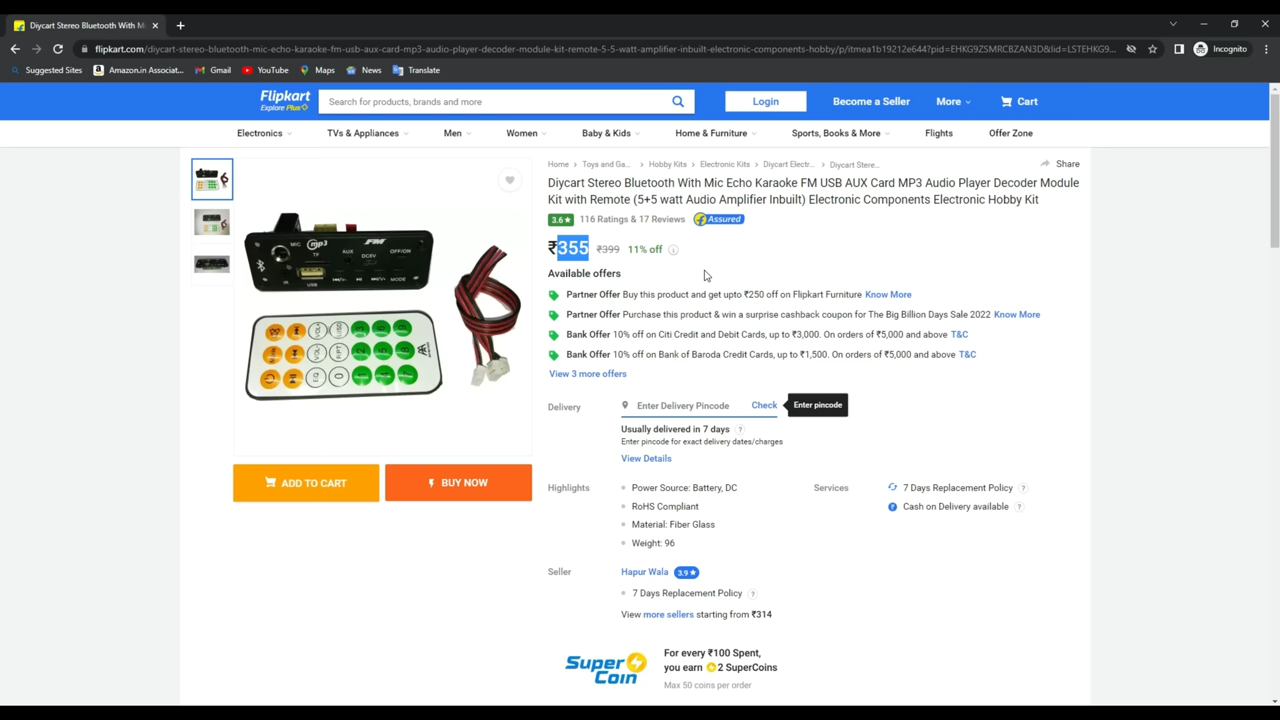 Diycart Stereo Bluetooth With M
flipkart.com/diycart-stereo-bluetooth-mic-echo-karaoke-fm-usb-aux-card-mp3-audio-player-decoder-module-kit-remote-5-5-watt-amplifier-inbuilt-electronic-components-hobby/p/itmea1b19212e644?pid=EHKG9ZSMRCBZAN3D&lid=LSTEHKG9...
Incognito
Suggested Sites Amazon.in Associat... Gmail YouTube Maps News Translate
Flipkart
Explore Plus
Search for products, brands and more
Login
Become a Seller
More
Cart
Electronics TVs & Appliances Men Women Baby & Kids Home & Furniture Sports, Books & More Flights Offer Zone
Home > Toys and Ga... > Hobby Kits > Electronic Kits > Diycart Electr... > Diycart Stere...
Share
Diycart Stereo Bluetooth With Mic Echo Karaoke FM USB AUX Card MP3 Audio Player Decoder Module
Kit with Remote (5+5 watt Audio Amplifier Inbuilt) Electronic Components Electronic Hobby Kit
3.6★ 116 Ratings & 17 Reviews Assured
₹355 ₹399 11% off
Available offers
Partner Offer Buy this product and get upto ₹250 off on Flipkart Furniture Know More
Partner Offer Purchase this product & win a surprise cashback coupon for The Big Billion Days Sale 2022 Know More
Bank Offer 10% off on Citi Credit and Debit Cards, up to ₹3,000. On orders of ₹5,000 and above T&C
Bank Offer 10% off on Bank of Baroda Credit Cards, up to ₹1,500. On orders of ₹5,000 and above T&C
View 3 more offers
MIC mp3 FM
TF AUX DC6V OFF/ON
USB MODE
EQ 0
Delivery Enter Delivery Pincode Check Enter pincode
Usually delivered in 7 days ?
Enter pincode for exact delivery dates/charges
View Details
ADD TO CART
BUY NOW
Highlights
Power Source: Battery, DC
RoHS Compliant
Material: Fiber Glass
Weight: 96
Services
7 Days Replacement Policy ?
Cash on Delivery available ?
Seller Hapur Wala 3.9★
7 Days Replacement Policy ?
View more sellers starting from ₹314
Super
Coin
For every ₹100 Spent,
you earn 2 SuperCoins
Max 50 coins per order